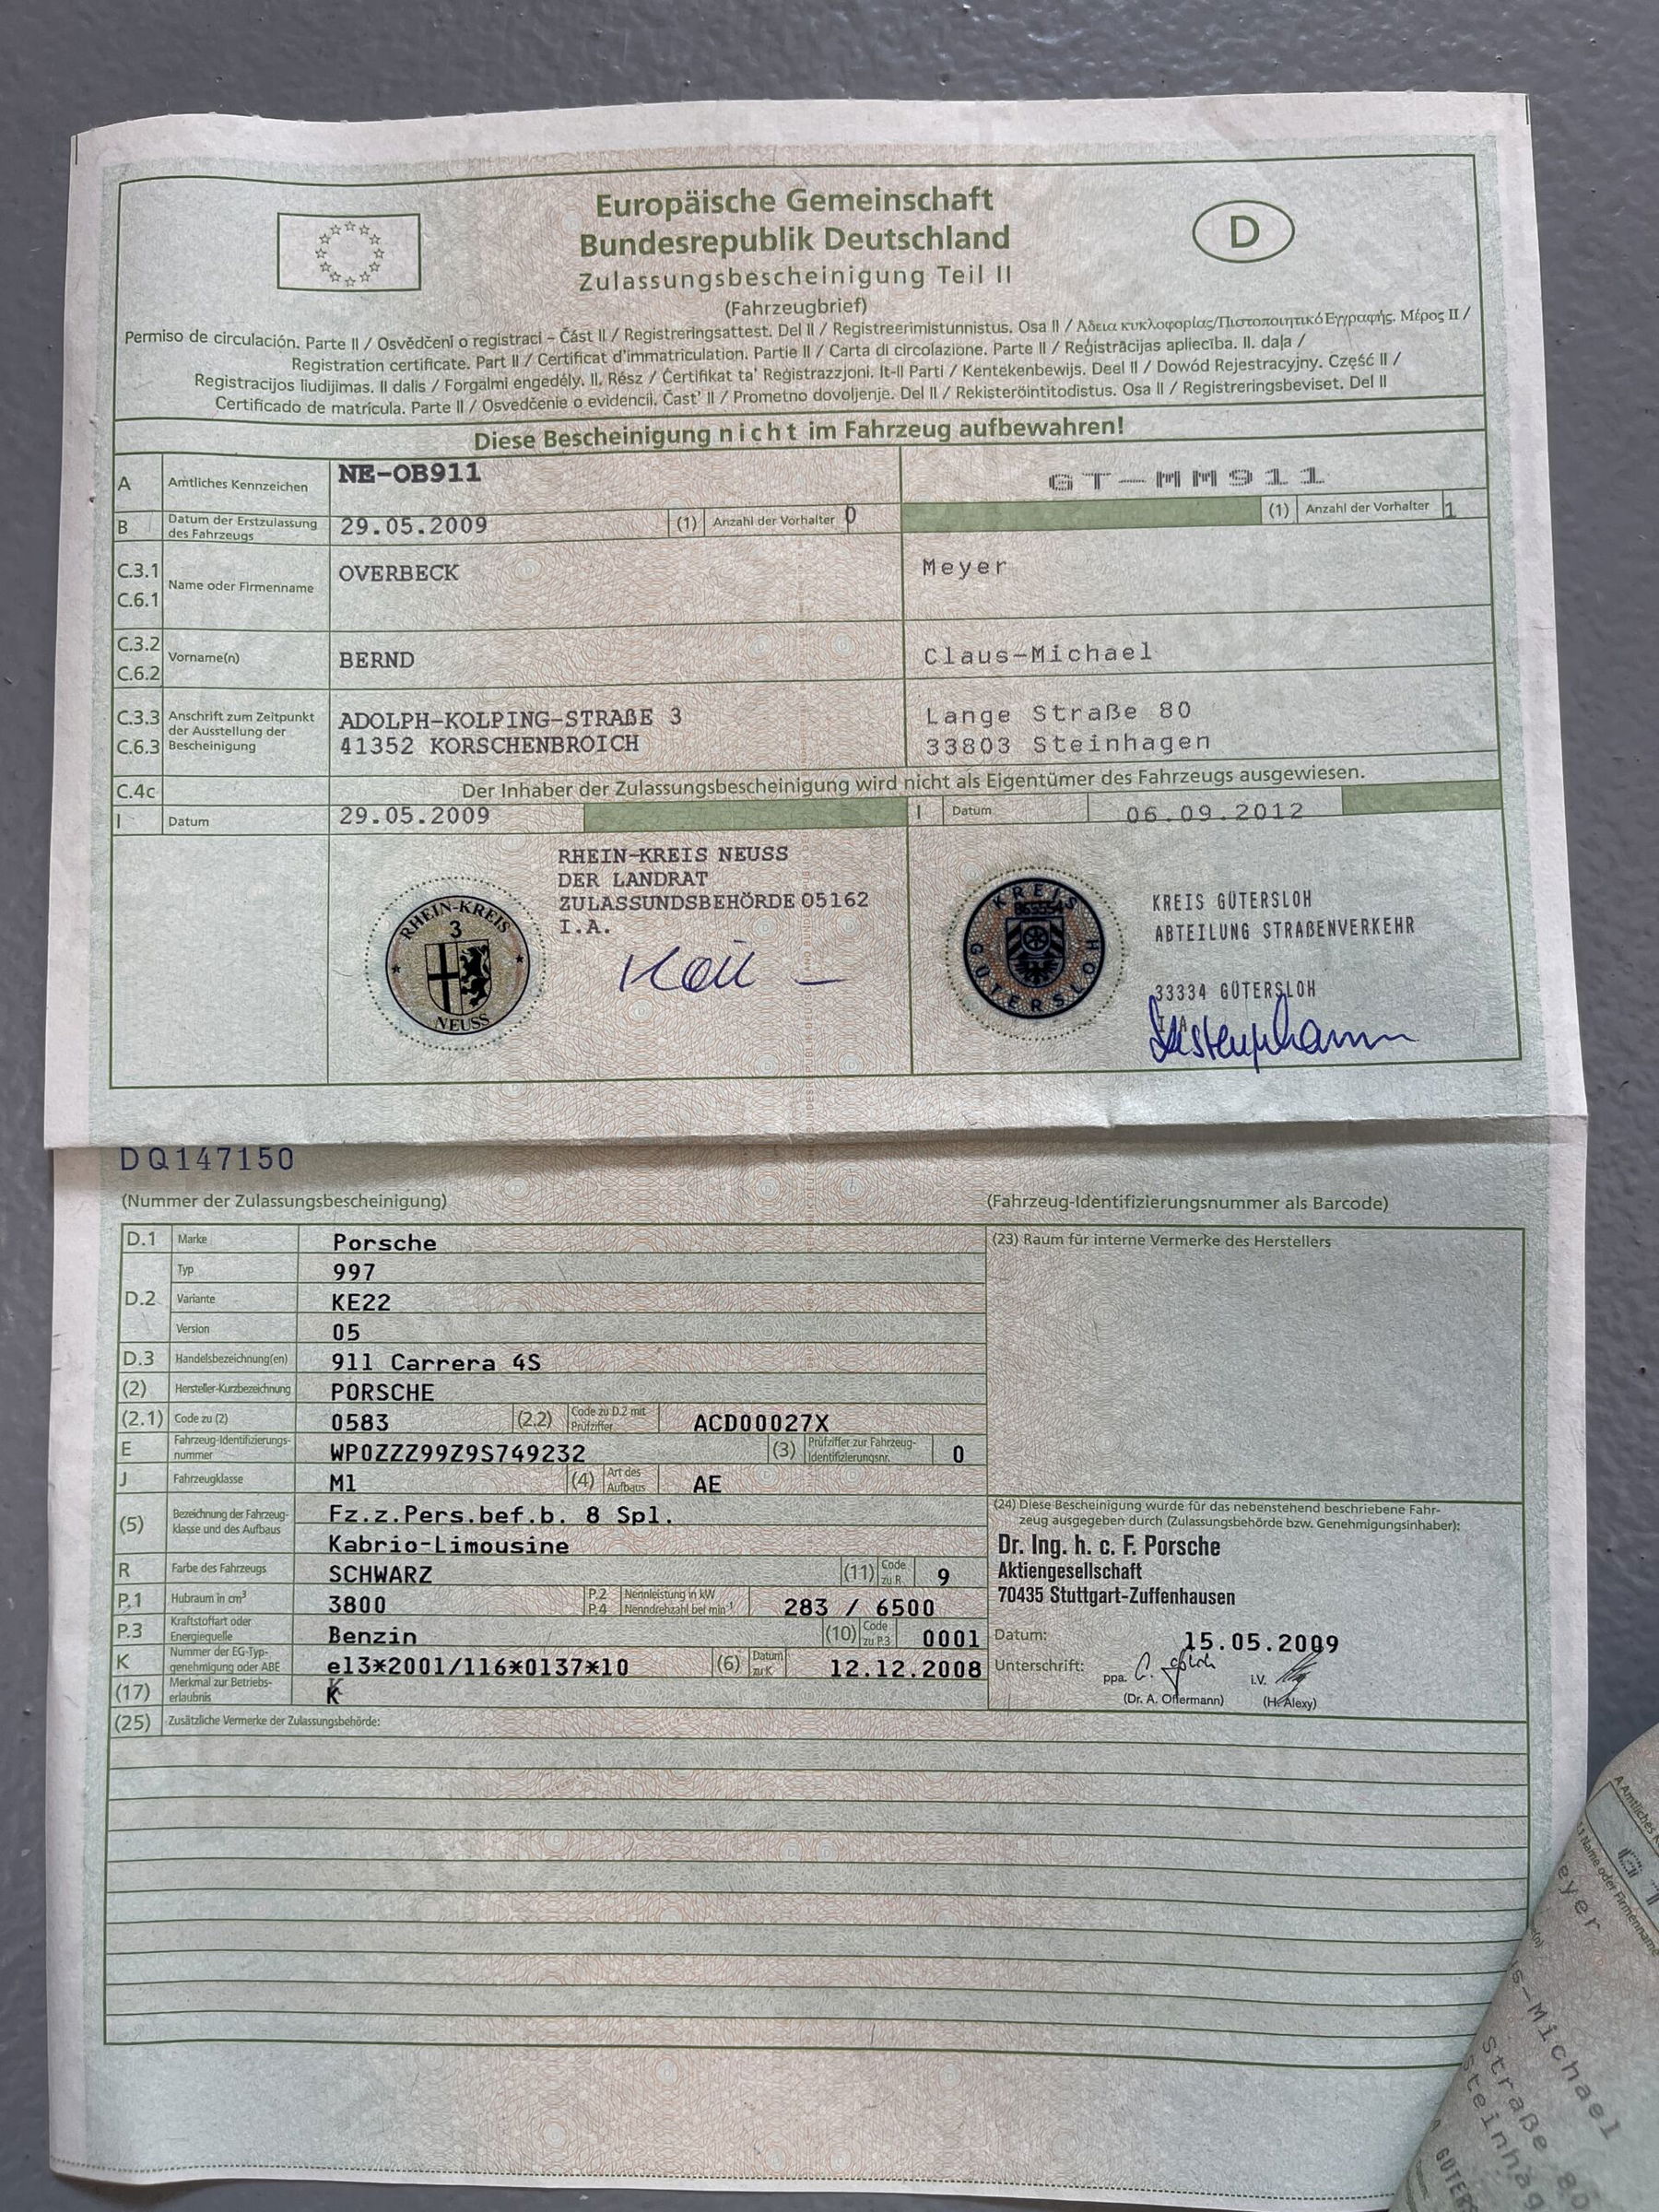 Europäische Gemeinschaft
Bundesrepublik Deutschland
D
Zulassungsbescheinigung Teil II
(Fahrzeugbrief)
Permiso de circulación. Parte II / Osvědčení o registraci – Část II / Registreringsattest. Del II / Registreerimistunnistus. Osa II / Άδεια κυκλοφορίας/Πιστοποιητικό Εγγραφής. Μέρος II /
Registration certificate. Part II / Certificat d'immatriculation. Partie II / Carta di circolazione. Parte II / Reģistrācijas apliecība. II. daļa /
Registracijos liudijimas. II dalis / Forgalmi engedély. II. Rész / Ċertifikat ta' Reġistrazzjoni. It-II Parti / Kentekenbewijs. Deel II / Dowód Rejestracyjny. Część II /
Certificado de matrícula. Parte II / Osvedčenie o evidencii. Čast' II / Prometno dovoljenje. Del II / Rekisteröintitodistus. Osa II / Registreringsbeviset. Del II
Diese Bescheinigung nicht im Fahrzeug aufbewahren!
A Amtliches Kennzeichen NE-OB911 GT-MM911
B Datum der Erstzulassung des Fahrzeugs 29.05.2009 (1) Anzahl der Vorhalter 0 (1) Anzahl der Vorhalter 1
C.3.1 C.6.1 Name oder Firmenname OVERBECK Meyer
C.3.2 C.6.2 Vorname(n) BERND Claus-Michael
C.3.3 Anschrift zum Zeitpunkt ADOLPH-KOLPING-STRAßE 3 Lange Straße 80
der Ausstellung der
C.6.3 Bescheinigung 41352 KORSCHENBROICH 33803 Steinhagen
C.4c Der Inhaber der Zulassungsbescheinigung wird nicht als Eigentümer des Fahrzeugs ausgewiesen.
I Datum 29.05.2009 I Datum 06.09.2012
RHEIN-KREIS NEUSS
DER LANDRAT
ZULASSUNDSBEHÖRDE 05162
I.A.
RHEIN-KREIS
3
NEUSS
KREIS
GÜTERSLOH
KREIS GÜTERSLOH
ABTEILUNG STRAßENVERKEHR
33334 GÜTERSLOH
DQ147150
(Nummer der Zulassungsbescheinigung) (Fahrzeug-Identifizierungsnummer als Barcode)
D.1 Marke Porsche (23) Raum für interne Vermerke des Herstellers
D.2 Typ 997
Variante KE22
Version 05
D.3 Handelsbezeichnung(en) 911 Carrera 4S
(2) Hersteller-Kurzbezeichnung PORSCHE
(2.1) Code zu (2) 0583 (2.2) Code zu D.2 mit Prüfziffer ACD00027X
E Fahrzeug-Identifizierungsnummer WP0ZZZ99Z9S749232 (3) Prüfziffer zur Fahrzeug-Identifizierungsnr. 0
J Fahrzeugklasse M1 (4) Art des Aufbaus AE
(5) Bezeichnung der Fahrzeugklasse und des Aufbaus Fz.z.Pers.bef.b. 8 Spl.
Kabrio-Limousine
R Farbe des Fahrzeugs SCHWARZ (11) Code zu R 9
P.1 Hubraum in cm³ 3800 P.2 Nennleistung in kW P.4 Nenndrehzahl bei min⁻¹ 283 / 6500
P.3 Kraftstoffart oder Energiequelle Benzin (10) Code zu P.3 0001
K Nummer der EG-Typgenehmigung oder ABE e13*2001/116*0137*10 (6) Datum zu K 12.12.2008
(17) Merkmal zur Betriebserlaubnis K
(24) Diese Bescheinigung wurde für das nebenstehend beschriebene Fahr-
zeug ausgegeben durch (Zulassungsbehörde bzw. Genehmigungsinhaber):
Dr. Ing. h. c. F. Porsche
Aktiengesellschaft
70435 Stuttgart-Zuffenhausen
Datum: 15.05.2009
Unterschrift: ppa. i.V.
(Dr. A. Offermann) (H. Alexy)
(25) Zusätzliche Vermerke der Zulassungsbehörde: